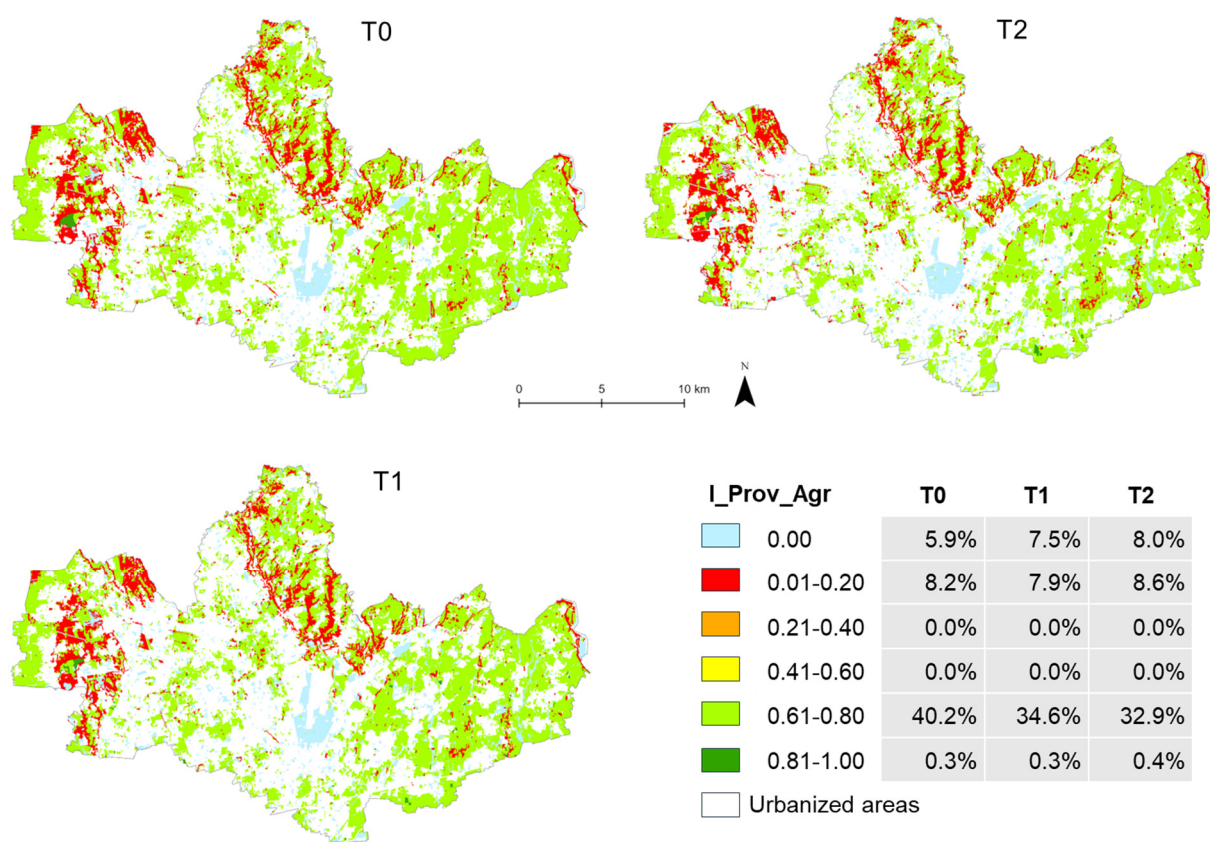 T0
T2
N
0 5 10 km
T1
I_Prov_Agr T0 T1 T2
0.00 5.9% 7.5% 8.0%
0.01-0.20 8.2% 7.9% 8.6%
0.21-0.40 0.0% 0.0% 0.0%
0.41-0.60 0.0% 0.0% 0.0%
0.61-0.80 40.2% 34.6% 32.9%
0.81-1.00 0.3% 0.3% 0.4%
Urbanized areas